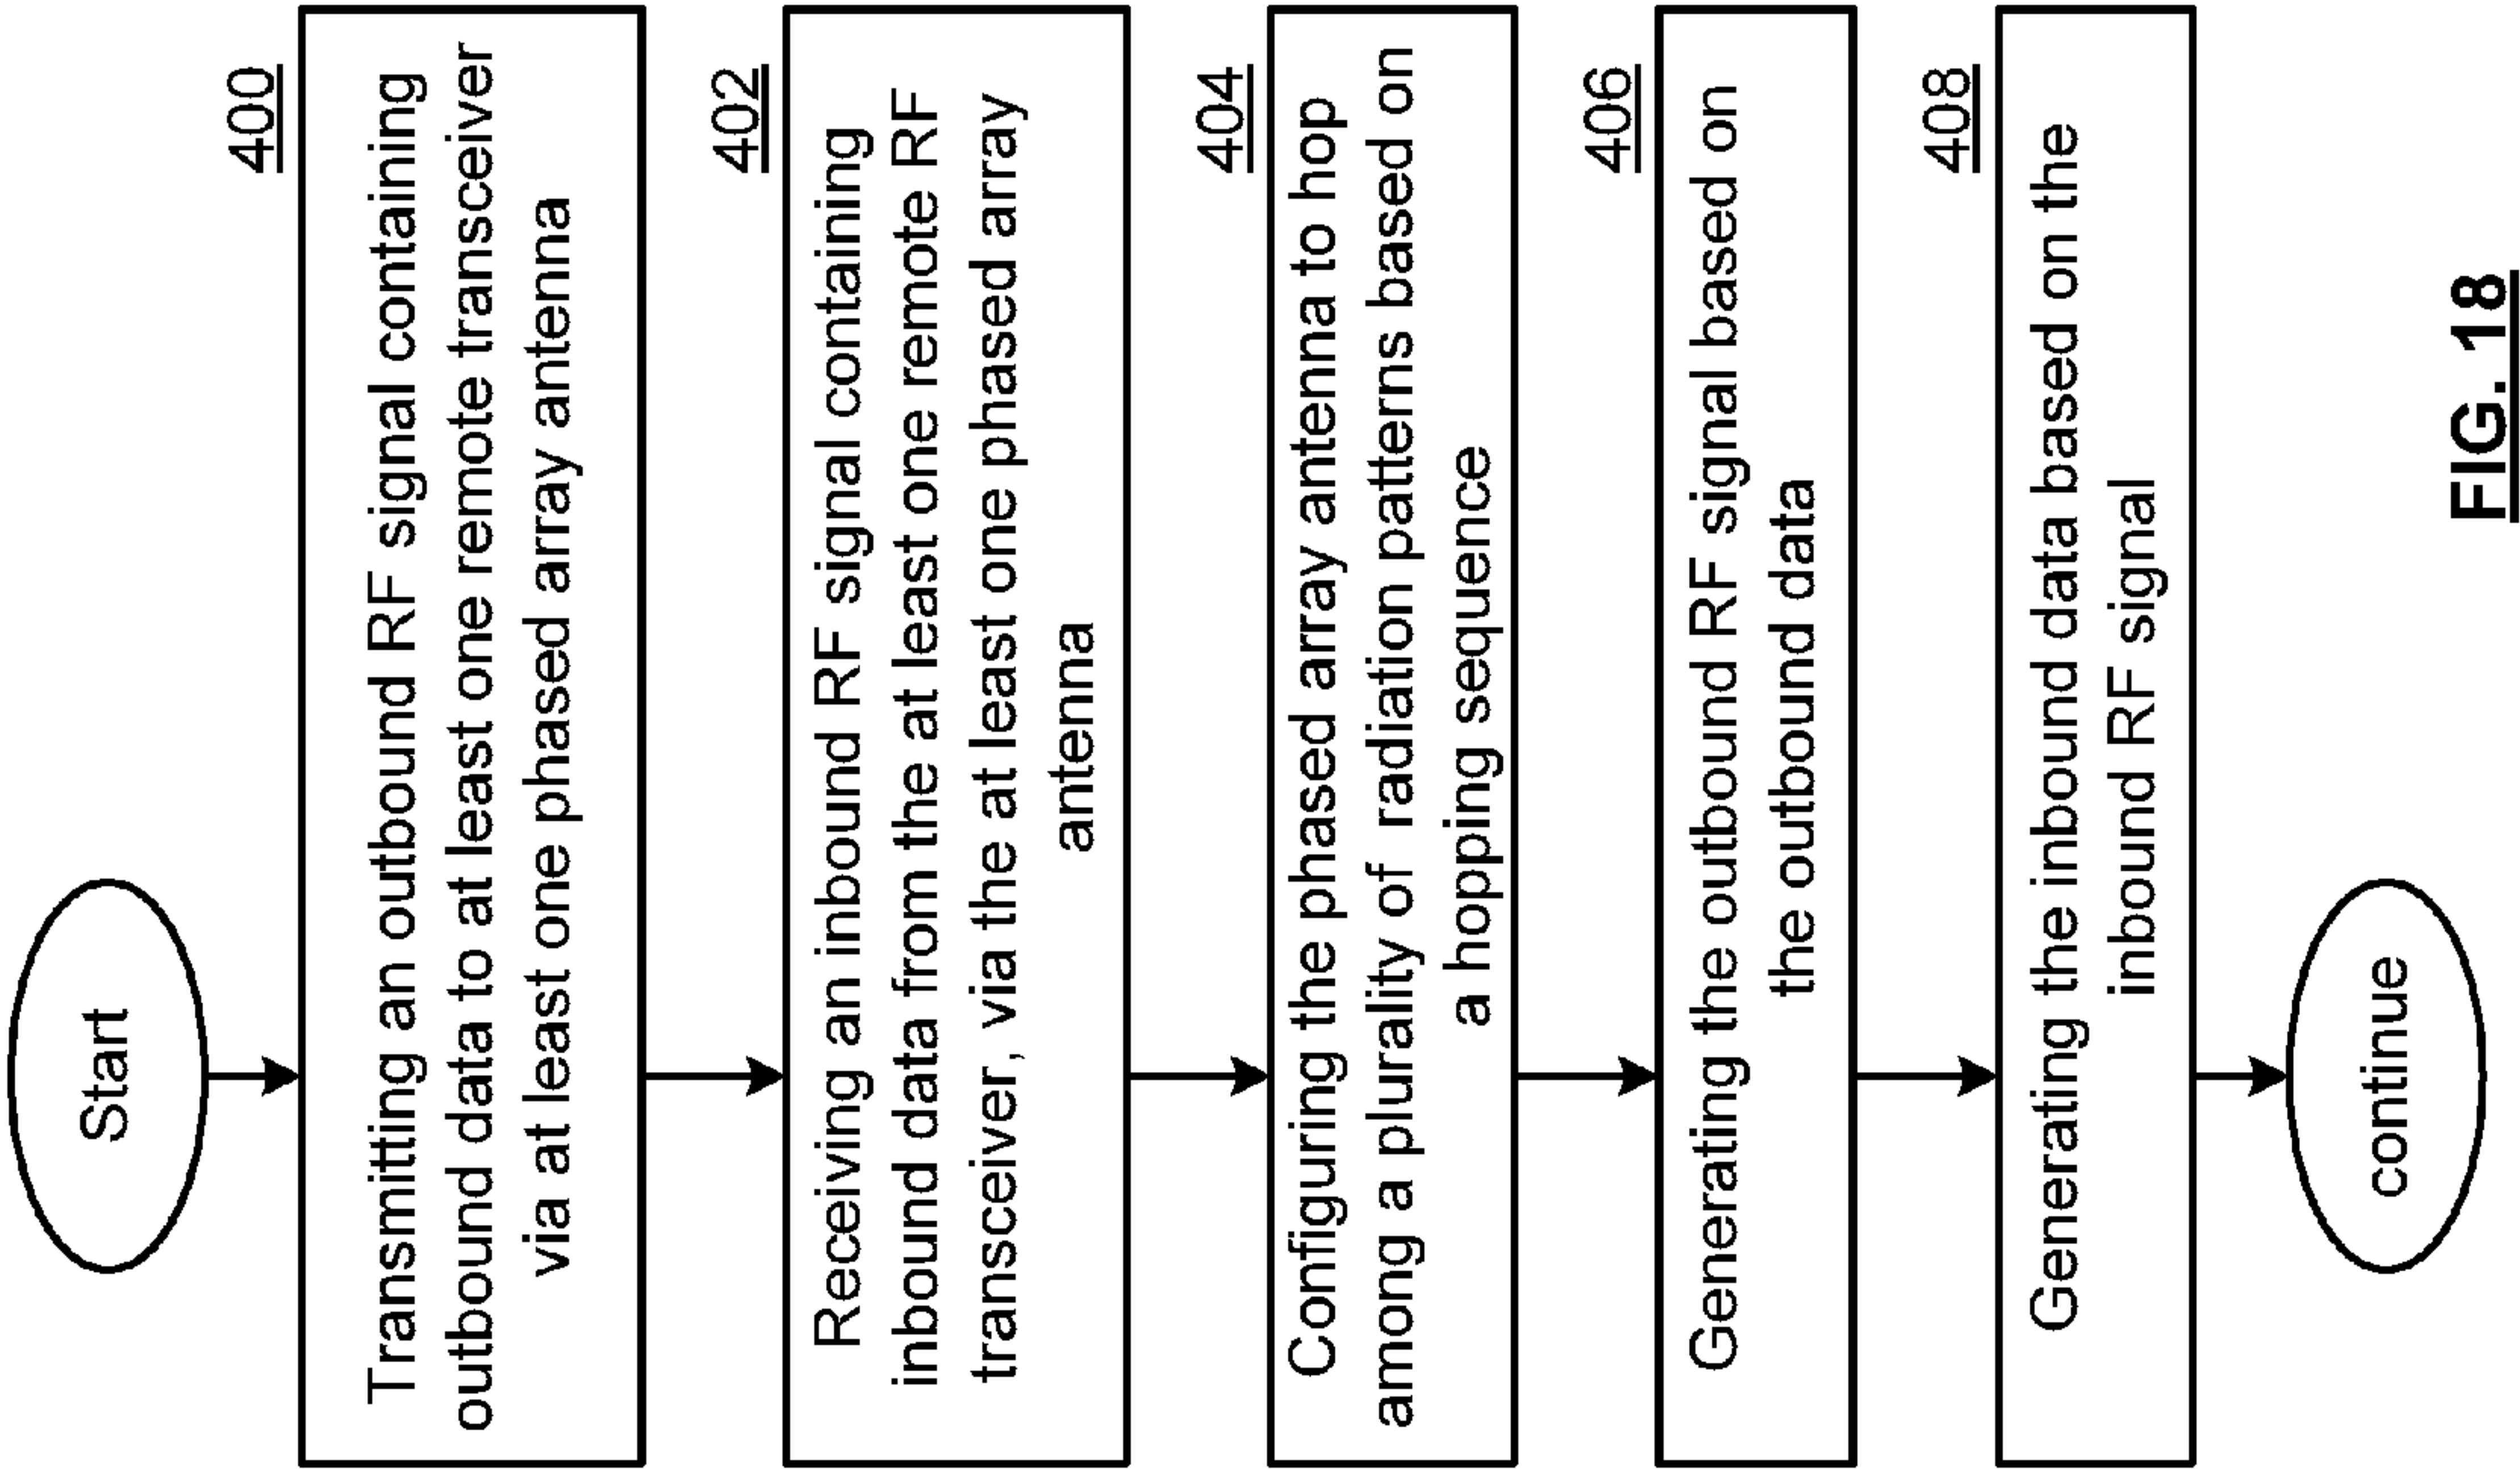 Start
400
Transmitting an outbound RF signal containing
outbound data to at least one remote transceiver
via at least one phased array antenna
402
Receiving an inbound RF signal containing
inbound data from the at least one remote RF
transceiver, via the at least one phased array
antenna
404
Configuring the phased array antenna to hop
among a plurality of radiation patterns based on
a hopping sequence
406
Generating the outbound RF signal based on
the outbound data
408
Generating the inbound data based on the
inbound RF signal
continue
FIG. 18